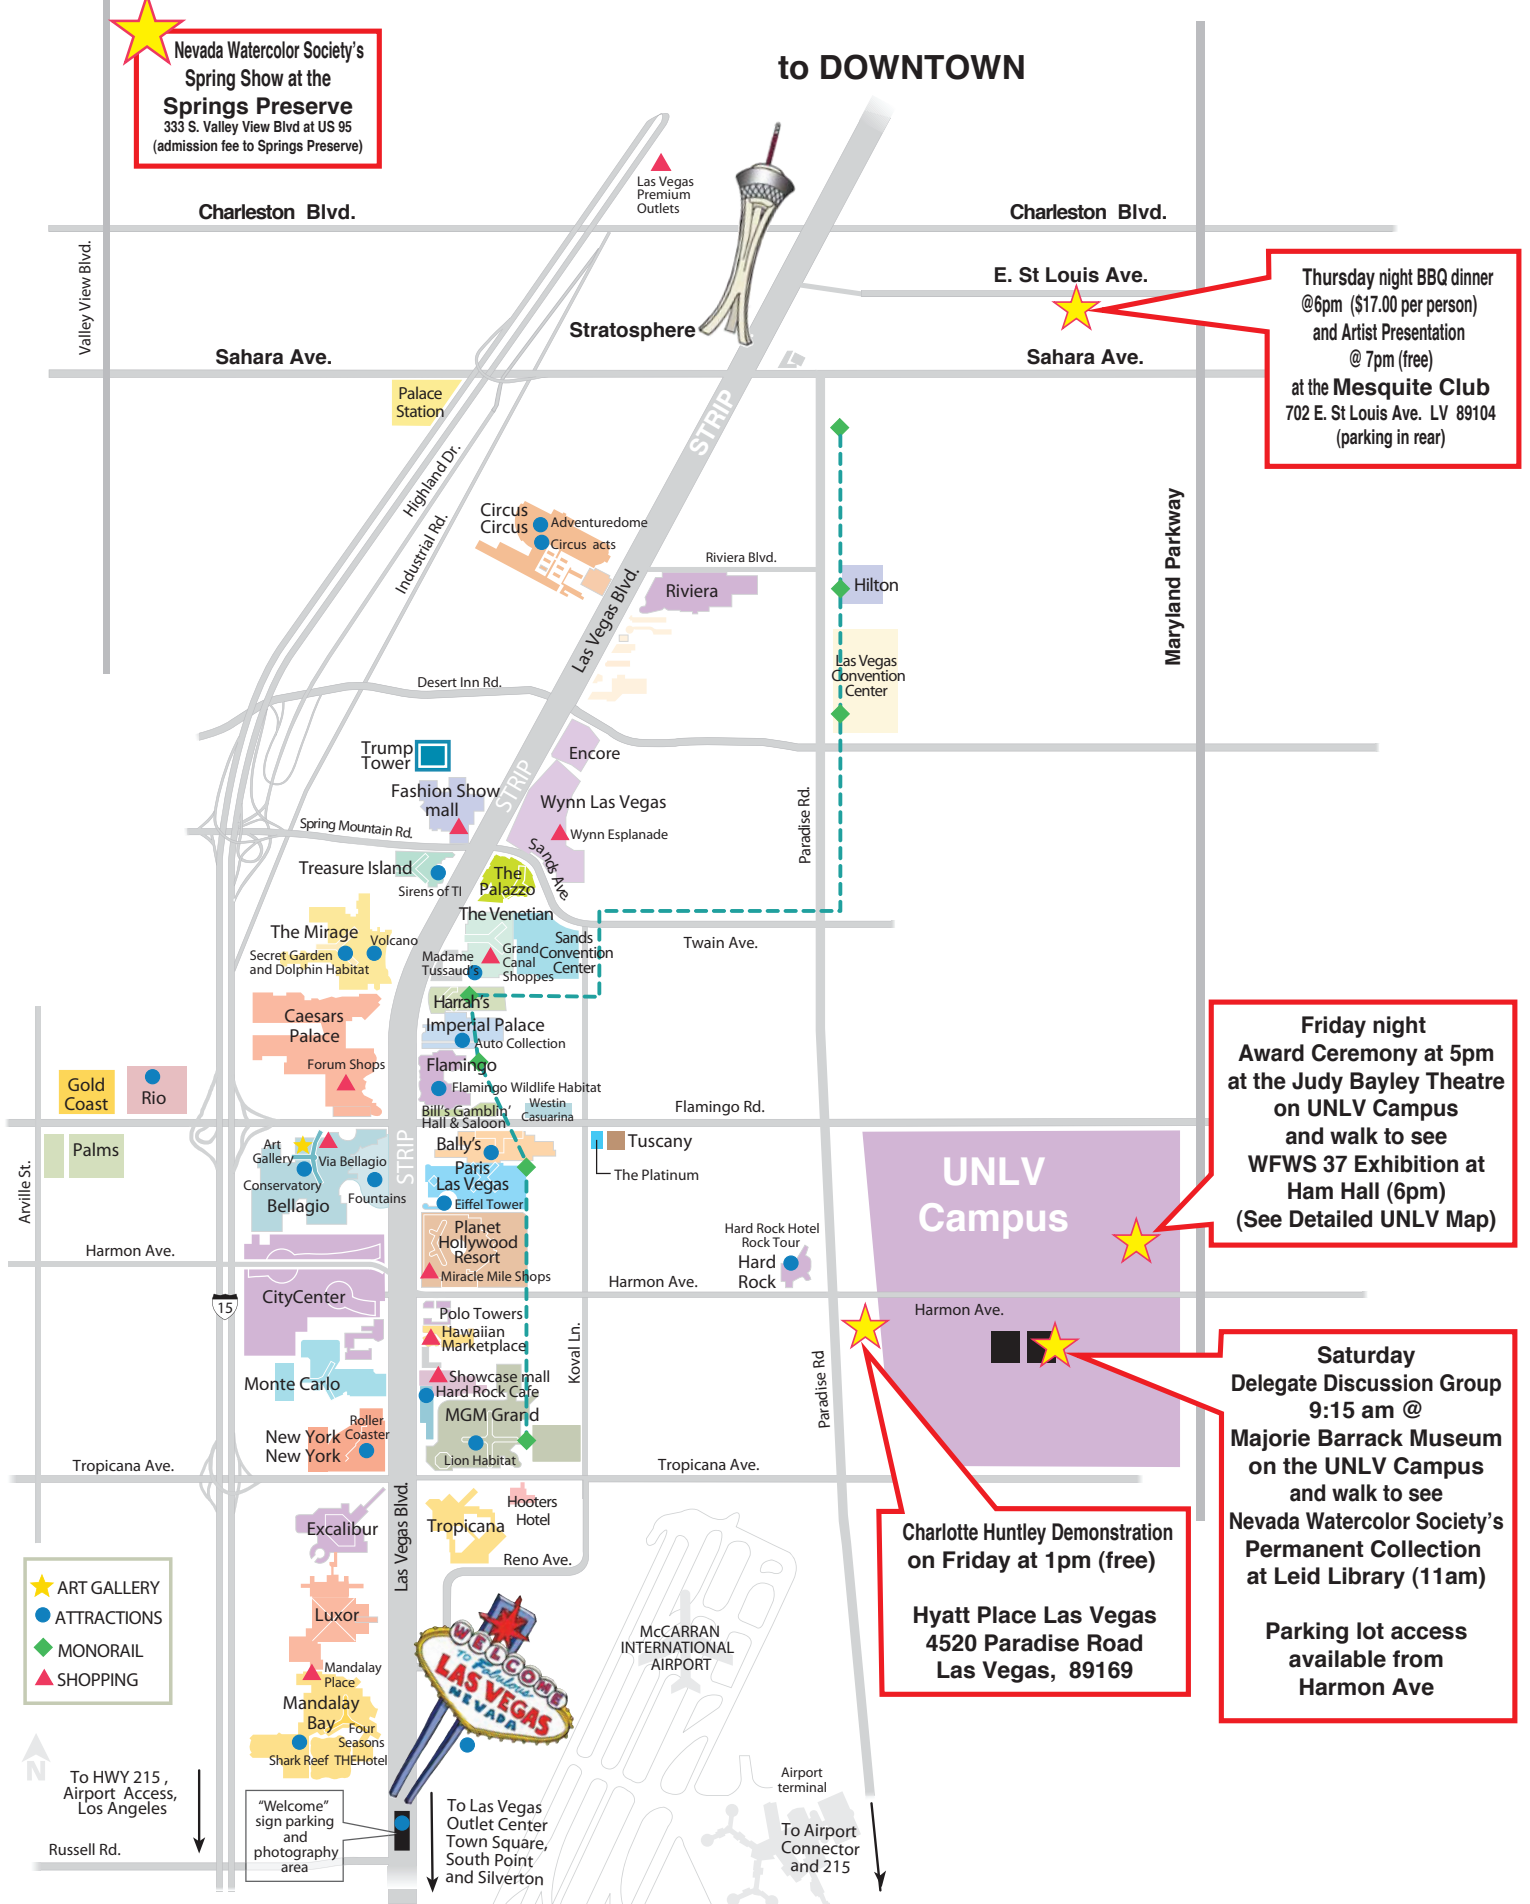 Nevada Watercolor Society's
Spring Show at the
Springs Preserve
333 S. Valley View Blvd at US 95
(admission fee to Springs Preserve)
to DOWNTOWN
Las Vegas
Premium
Outlets
Charleston Blvd.
Charleston Blvd.
Valley View Blvd.
E. St Louis Ave.
Thursday night BBQ dinner
@6pm ($17.00 per person)
and Artist Presentation
@ 7pm (free)
at the Mesquite Club
702 E. St Louis Ave. LV 89104
(parking in rear)
Stratosphere
Sahara Ave.
Sahara Ave.
Palace
Station
STRIP
Highland Dr.
Industrial Rd.
Circus
Circus
Adventuredome
Circus acts
Riviera Blvd.
Riviera
Hilton
Maryland Parkway
Las Vegas Blvd.
Las Vegas
Convention
Center
Desert Inn Rd.
Trump
Tower
Encore
Fashion Show
mall
STRIP
Wynn Las Vegas
Wynn Esplanade
Paradise Rd.
Spring Mountain Rd.
Sands Ave.
Treasure Island
Sirens of TI
The
Palazzo
The Venetian
The Mirage
Volcano
Secret Garden
and Dolphin Habitat
Madame
Tussaud's
Grand
Canal
Shoppes
Sands
Convention
Center
Twain Ave.
Harrah's
Caesars
Palace
Imperial Palace
Auto Collection
Forum Shops
Flamingo
Flamingo Wildlife Habitat
Gold
Coast
Rio
Bill's Gamblin'
Hall & Saloon
Westin
Casuarina
Flamingo Rd.
Friday night
Award Ceremony at 5pm
at the Judy Bayley Theatre
on UNLV Campus
and walk to see
WFWS 37 Exhibition at
Ham Hall (6pm)
(See Detailed UNLV Map)
Palms
Arville St.
Art
Gallery
Via Bellagio
Conservatory
Fountains
Bellagio
STRIP
Bally's
Paris
Las Vegas
Eiffel Tower
Tuscany
The Platinum
UNLV
Campus
Planet
Hollywood
Resort
Miracle Mile Shops
Hard Rock Hotel
Rock Tour
Hard
Rock
Harmon Ave.
Harmon Ave.
Harmon Ave.
15
CityCenter
Polo Towers
Hawaiian
Marketplace
Koval Ln.
Showcase mall
Hard Rock Cafe
Monte Carlo
MGM Grand
Lion Habitat
Paradise Rd
Roller
Coaster
New York
New York
Tropicana Ave.
Tropicana Ave.
Saturday
Delegate Discussion Group
9:15 am @
Majorie Barrack Museum
on the UNLV Campus
and walk to see
Nevada Watercolor Society's
Permanent Collection
at Leid Library (11am)
Parking lot access
available from
Harmon Ave
Charlotte Huntley Demonstration
on Friday at 1pm (free)
Hyatt Place Las Vegas
4520 Paradise Road
Las Vegas, 89169
Excalibur
Las Vegas Blvd.
Tropicana
Hooters
Hotel
Reno Ave.
ART GALLERY
ATTRACTIONS
MONORAIL
SHOPPING
Luxor
WELCOME
TO Fabulous
LAS VEGAS
NEVADA
McCARRAN
INTERNATIONAL
AIRPORT
Mandalay
Place
Mandalay
Bay
Four
Seasons
Shark Reef
THEHotel
N
To HWY 215 ,
Airport Access,
Los Angeles
"Welcome"
sign parking
and
photography
area
To Las Vegas
Outlet Center
Town Square,
South Point
and Silverton
Airport
terminal
To Airport
Connector
and 215
Russell Rd.